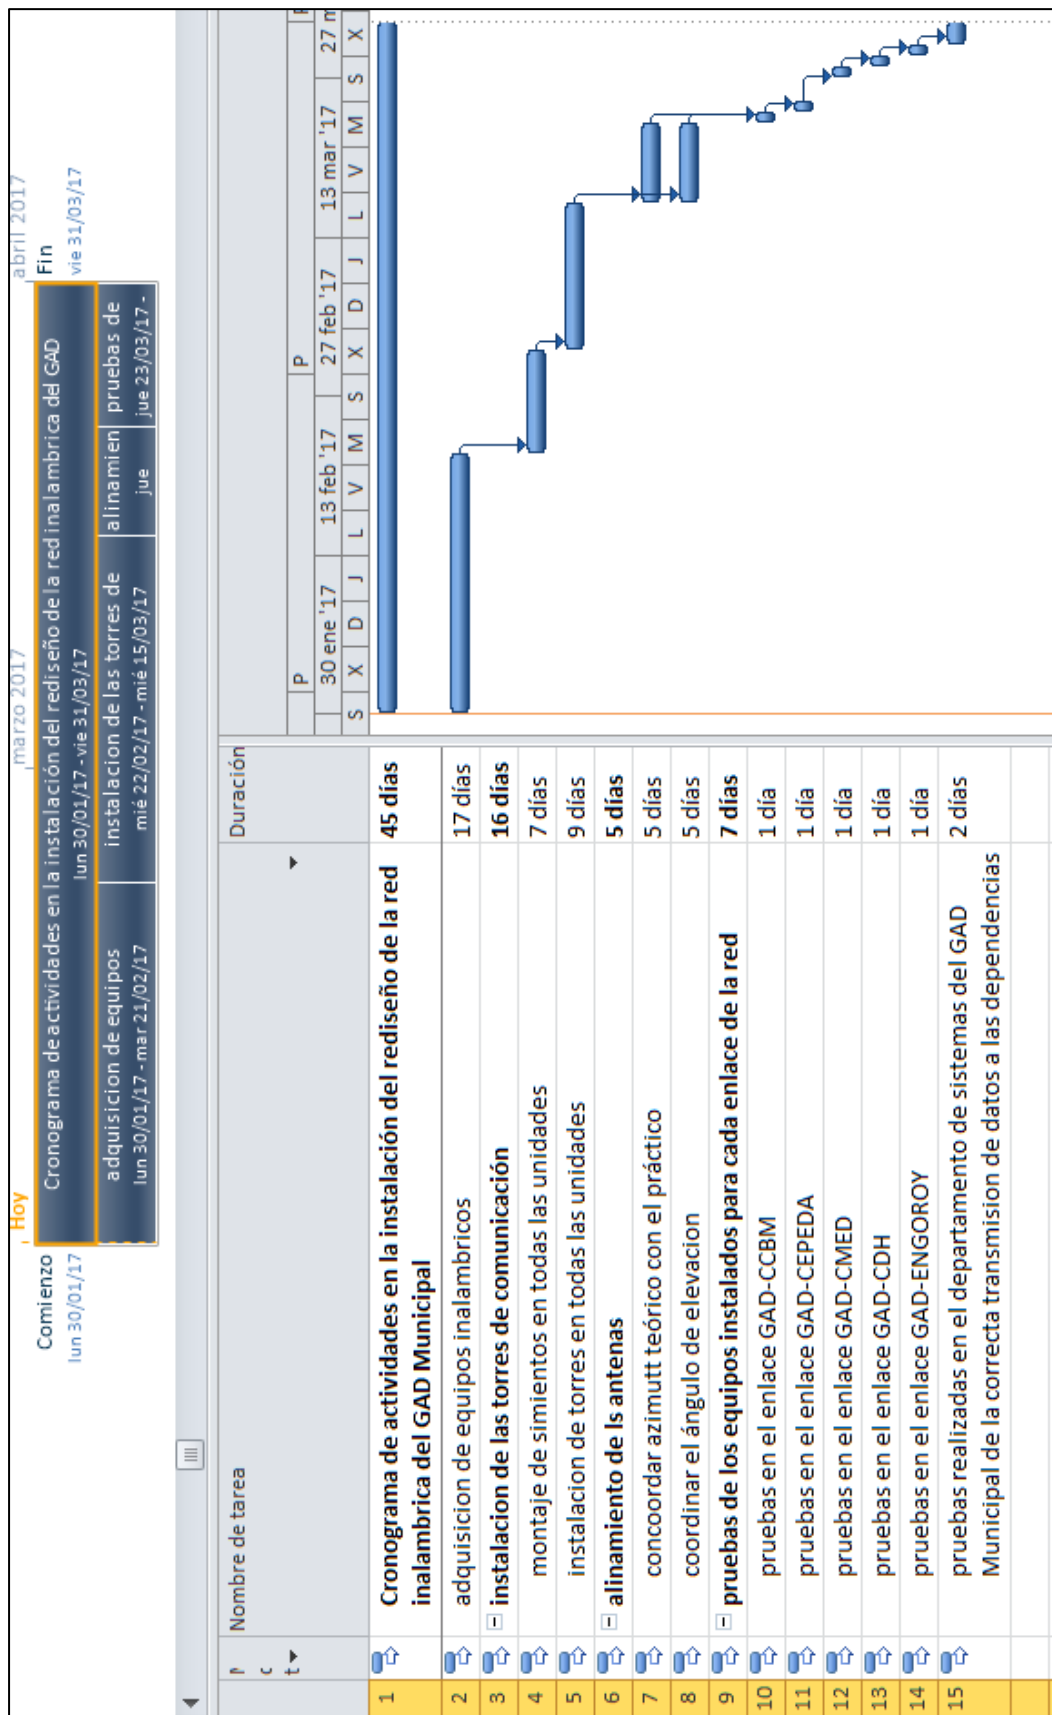 Hoy
marzo 2017
abril 2017
Comienzo
lun 30/01/17
Cronograma de actividades en la instalación del rediseño de la red inalambrica del GAD
lun 30/01/17 - vie 31/03/17
Fin
vie 31/03/17
adquisicion de equipos
lun 30/01/17 - mar 21/02/17
instalacion de las torres de
mié 22/02/17 - mié 15/03/17
alinamien
jue
pruebas de
jue 23/03/17 -
Nombre de tarea
Duración
P
P
30 ene '17
13 feb '17
27 feb '17
13 mar '17
27 m
S X D J L V M S X D J L V M S X
1 Cronograma de actividades en la instalación del rediseño de la red inalambrica del GAD Municipal 45 días
2 adquisicion de equipos inalambricos 17 días
3 instalacion de las torres de comunicación 16 días
4 montaje de simientos en todas las unidades 7 días
5 instalacion de torres en todas las unidades 9 días
6 alinamiento de ls antenas 5 días
7 concoordar azimutt teórico con el práctico 5 días
8 coordinar el ángulo de elevacion 5 días
9 pruebas de los equipos instalados para cada enlace de la red 7 días
10 pruebas en el enlace GAD-CCBM 1 día
11 pruebas en el enlace GAD-CEPEDA 1 día
12 pruebas en el enlace GAD-CMED 1 día
13 pruebas en el enlace GAD-CDH 1 día
14 pruebas en el enlace GAD-ENGOROY 1 día
15 pruebas realizadas en el departamento de sistemas del GAD Municipal de la correcta transmision de datos a las dependencias 2 días